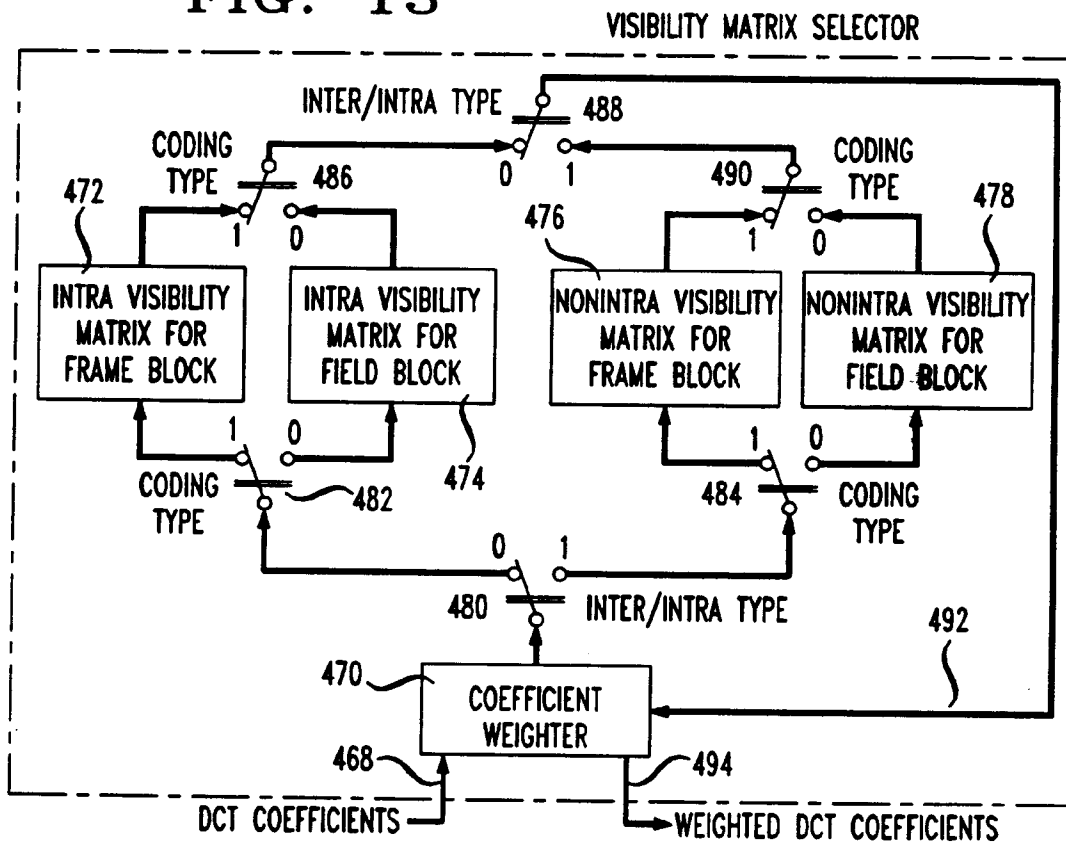 FIG. 13
VISIBILITY MATRIX SELECTOR
INTER/INTRA TYPE
488
0
1
CODING
TYPE
486
1
0
490
CODING
TYPE
1
0
472
476
478
INTRA VISIBILITY
MATRIX FOR
FRAME BLOCK
INTRA VISIBILITY
MATRIX FOR
FIELD BLOCK
NONINTRA VISIBILITY
MATRIX FOR
FRAME BLOCK
NONINTRA VISIBILITY
MATRIX FOR
FIELD BLOCK
1
0
CODING
TYPE
482
474
1
0
484
CODING
TYPE
0
1
480
INTER/INTRA TYPE
492
470
COEFFICIENT
WEIGHTER
468
494
DCT COEFFICIENTS
WEIGHTED DCT COEFFICIENTS